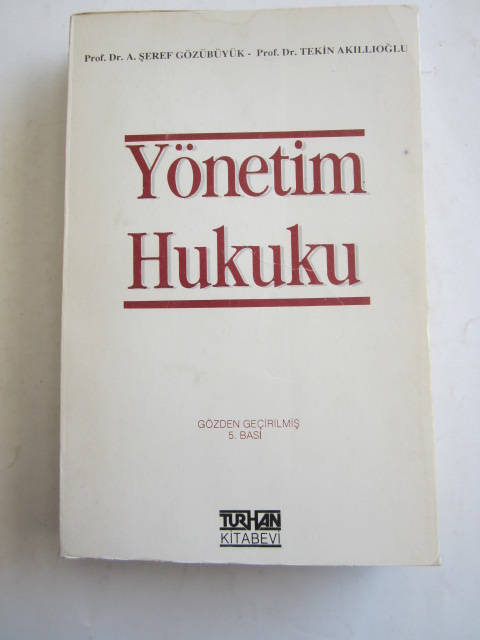 Prof. Dr. A. ŞEREF GÖZÜBÜYÜK - Prof. Dr. TEKİN AKILLIOĞLU
Yönetim
Hukuku
GÖZDEN GEÇİRİLMİŞ
5. BASI
TURHAN
KİTABEVİ